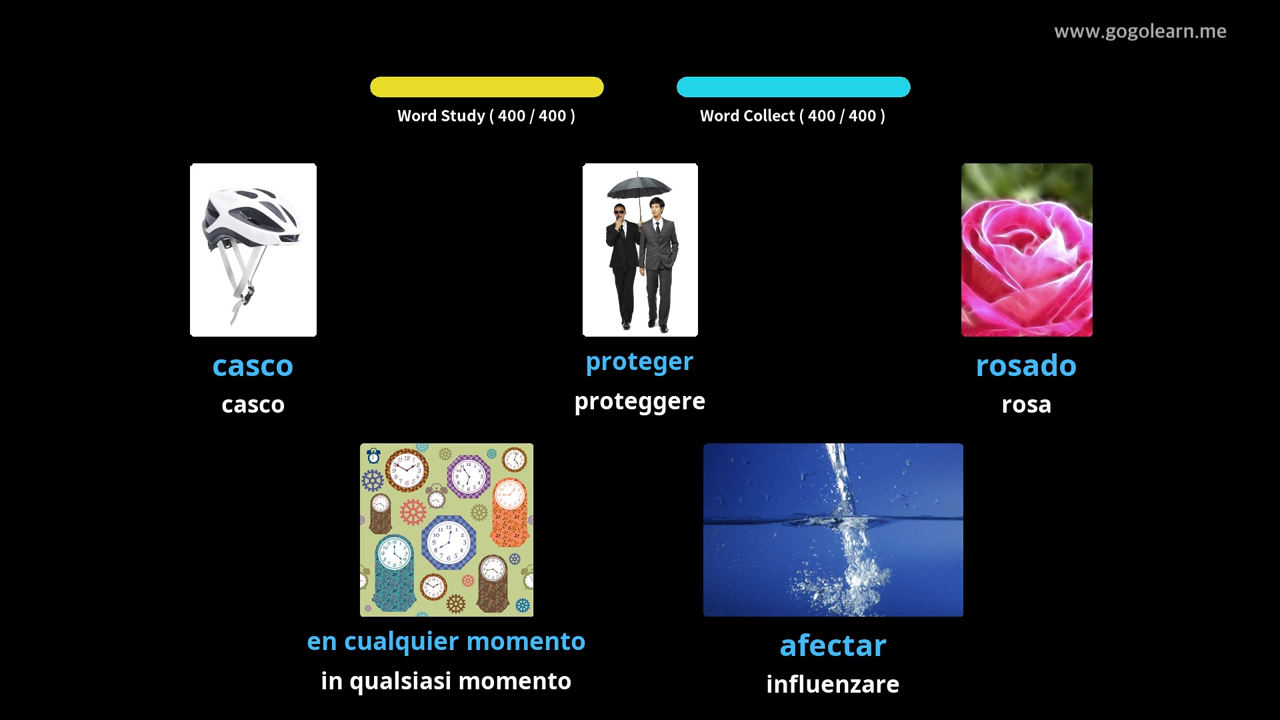 www.gogolearn.me
Word Study ( 400 / 400 )
Word Collect ( 400 / 400 )
casco
casco
proteger
proteggere
rosado
rosa
en cualquier momento
in qualsiasi momento
afectar
influenzare